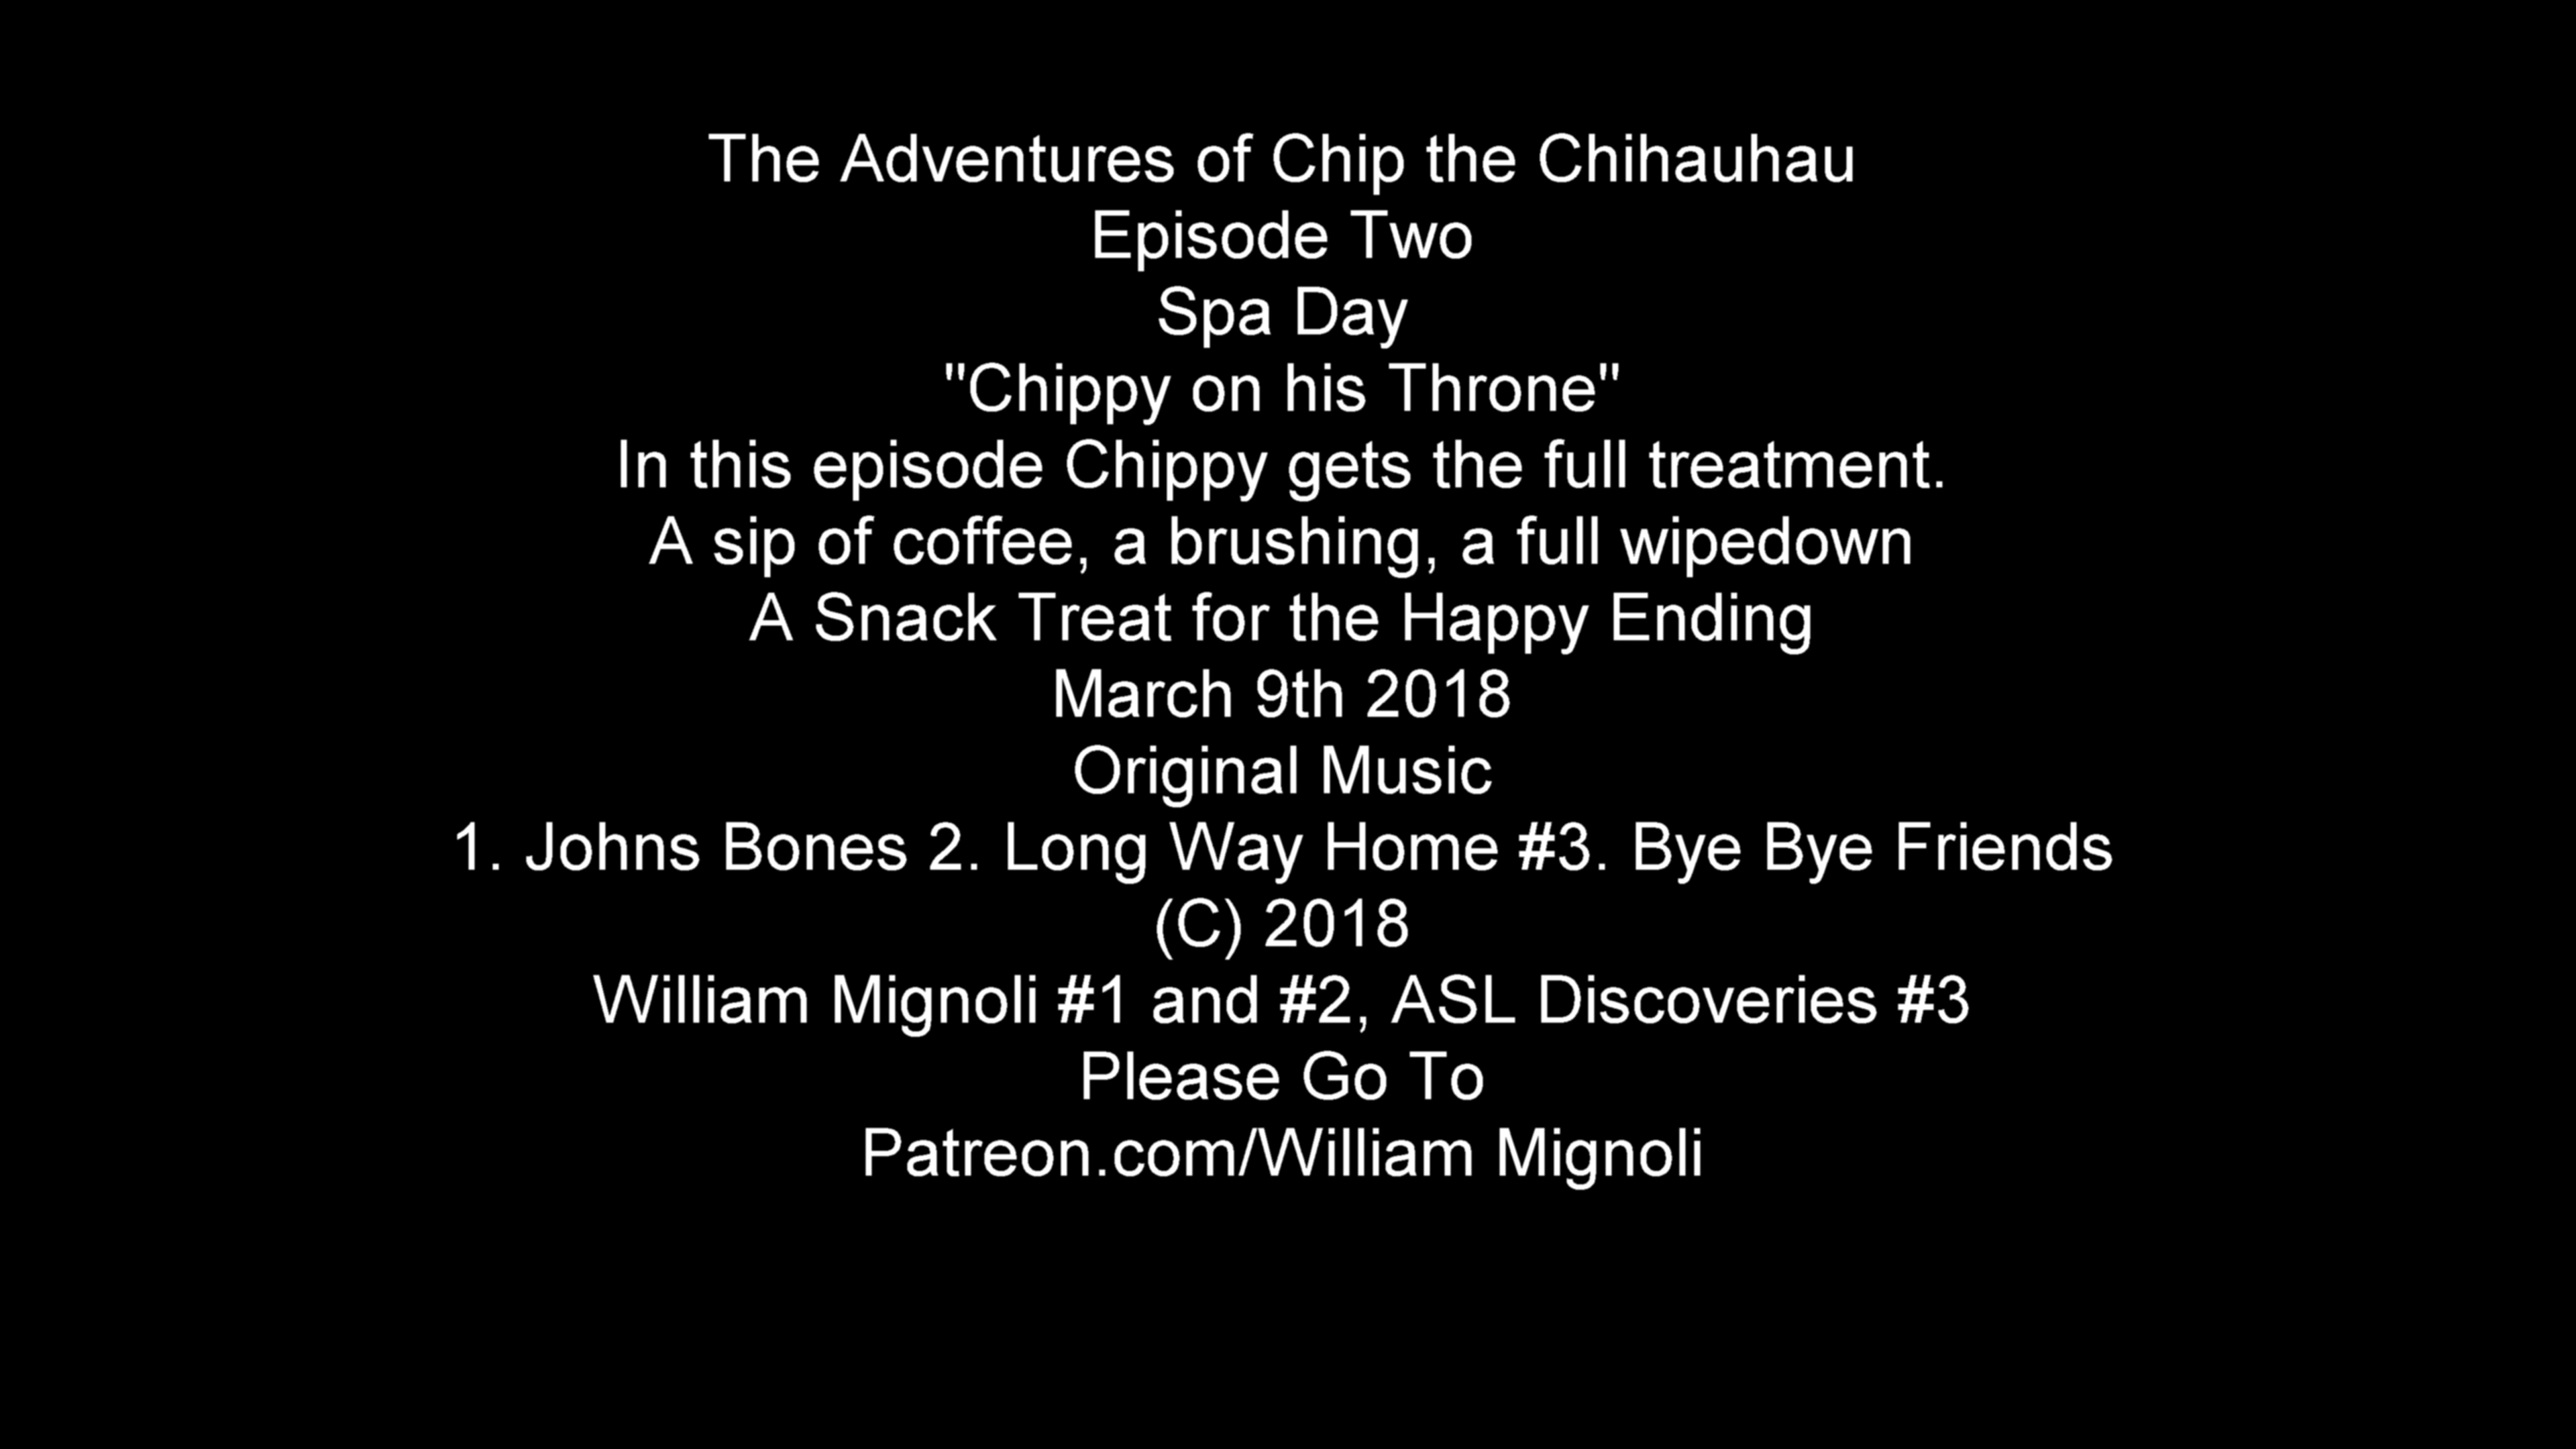 The Adventures of Chip the Chihauhau
Episode Two
Spa Day
"Chippy on his Throne"
In this episode Chippy gets the full treatment.
A sip of coffee, a brushing, a full wipedown
A Snack Treat for the Happy Ending
March 9th 2018
Original Music
1. Johns Bones 2. Long Way Home #3. Bye Bye Friends
(C) 2018
William Mignoli #1 and #2, ASL Discoveries #3
Please Go To
Patreon.com/William Mignoli